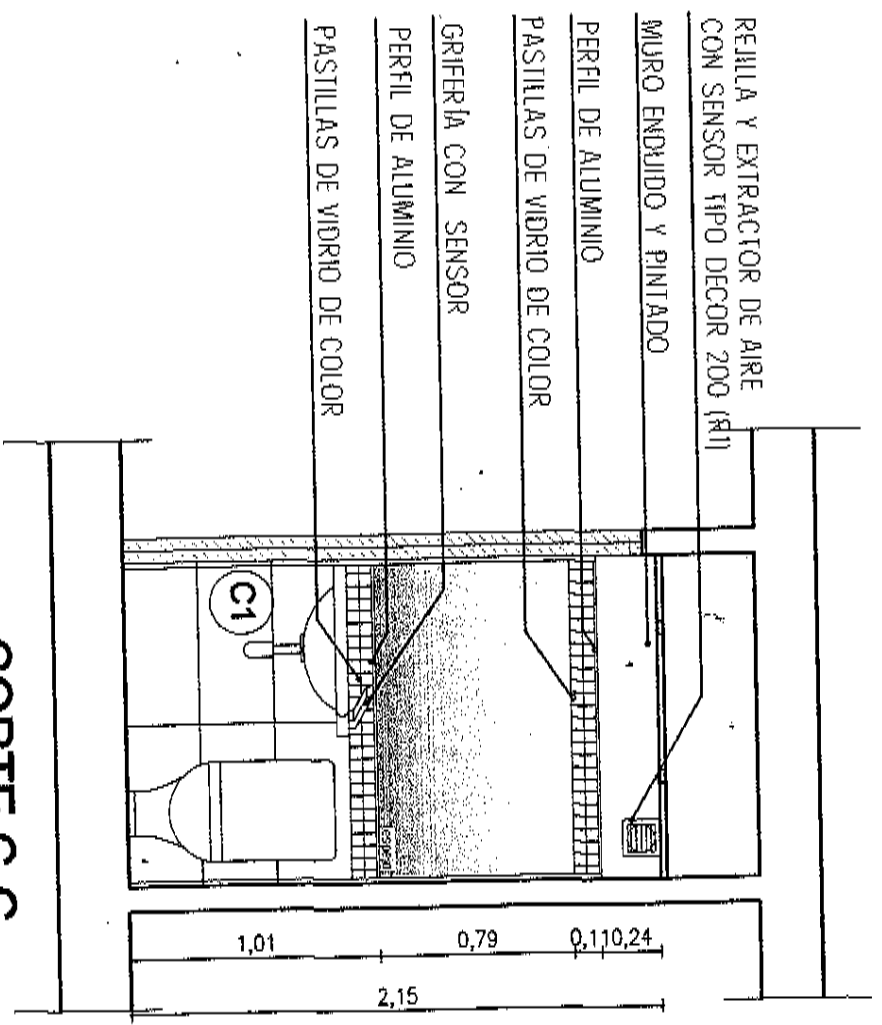 REJILLA Y EXTRACTOR DE AIRE
CON SENSOR TIPO DECOR 200 (R1)
MURO ENDUIDO Y PINTADO
PERFIL DE ALUMINIO
PASTILLAS DE VIDRIO DE COLOR
GRIFERÍA CON SENSOR
PERFIL DE ALUMINIO
PASTILLAS DE VIDRIO DE COLOR
C1
espejo
1,01
0,79
0,11
0,24
2,15
CORTE C-C